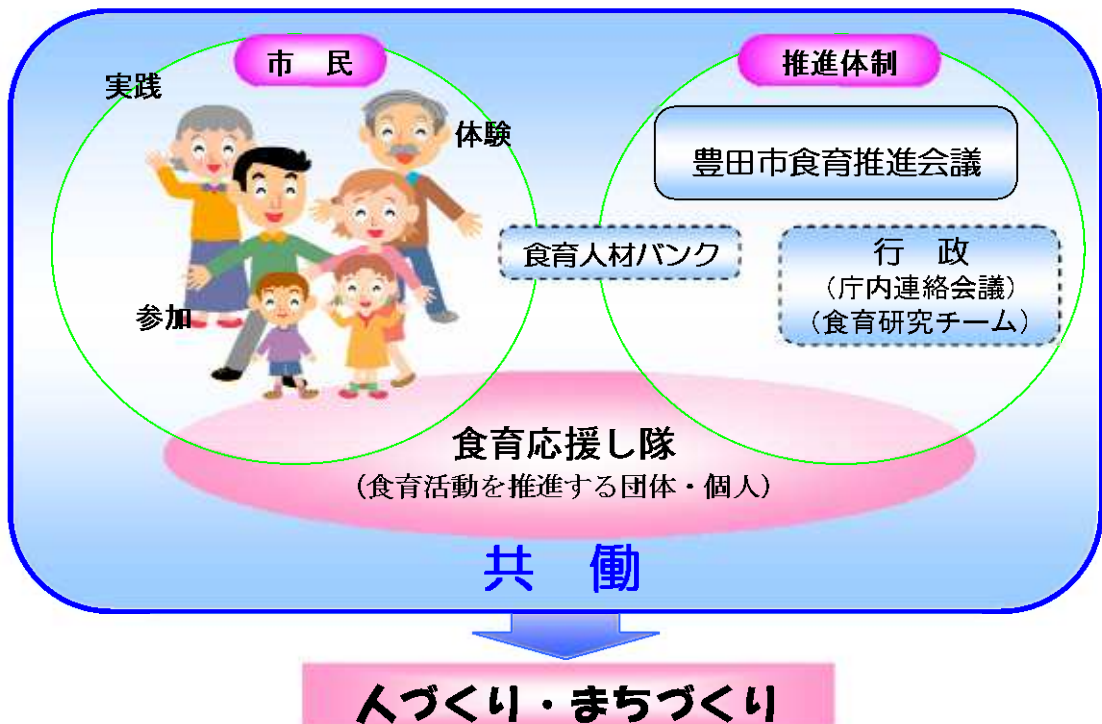 市　民
推進体制
実践
体験
参加
豊田市食育推進会議
食育人材バンク
行　政
（庁内連絡会議）
（食育研究チーム）
食育応援し隊
（食育活動を推進する団体・個人）
共　働
人づくり・まちづくり